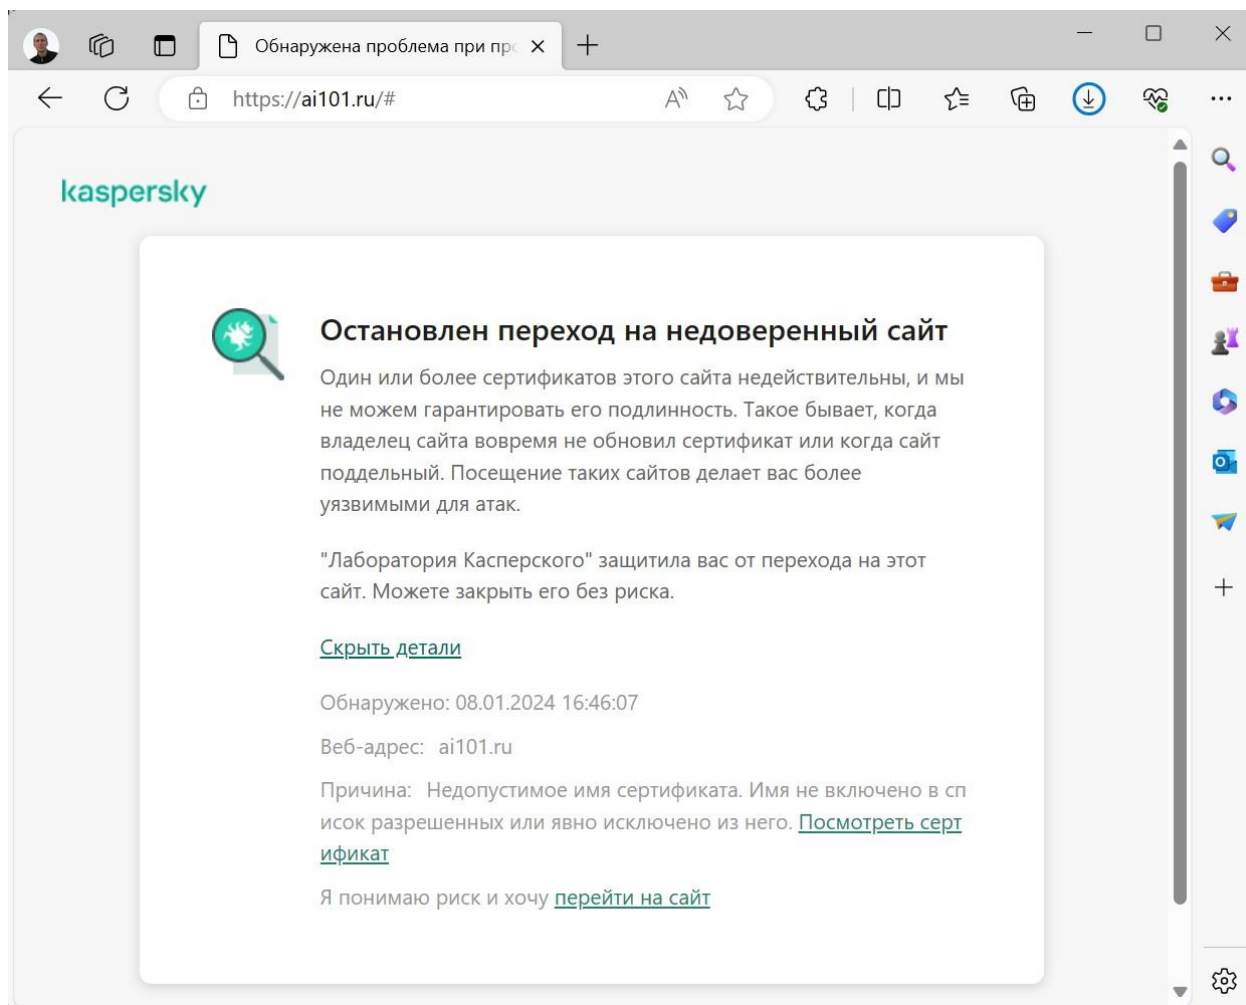 Обнаружена проблема при про
https://ai101.ru/#
kaspersky
Остановлен переход на недоверенный сайт
Один или более сертификатов этого сайта недействительны, и мы
не можем гарантировать его подлинность. Такое бывает, когда
владелец сайта вовремя не обновил сертификат или когда сайт
поддельный. Посещение таких сайтов делает вас более
уязвимыми для атак.
"Лаборатория Касперского" защитила вас от перехода на этот
сайт. Можете закрыть его без риска.
Скрыть детали
Обнаружено: 08.01.2024 16:46:07
Веб-адрес: ai101.ru
Причина: Недопустимое имя сертификата. Имя не включено в сп
исок разрешенных или явно исключено из него. Посмотреть серт
ификат
Я понимаю риск и хочу перейти на сайт